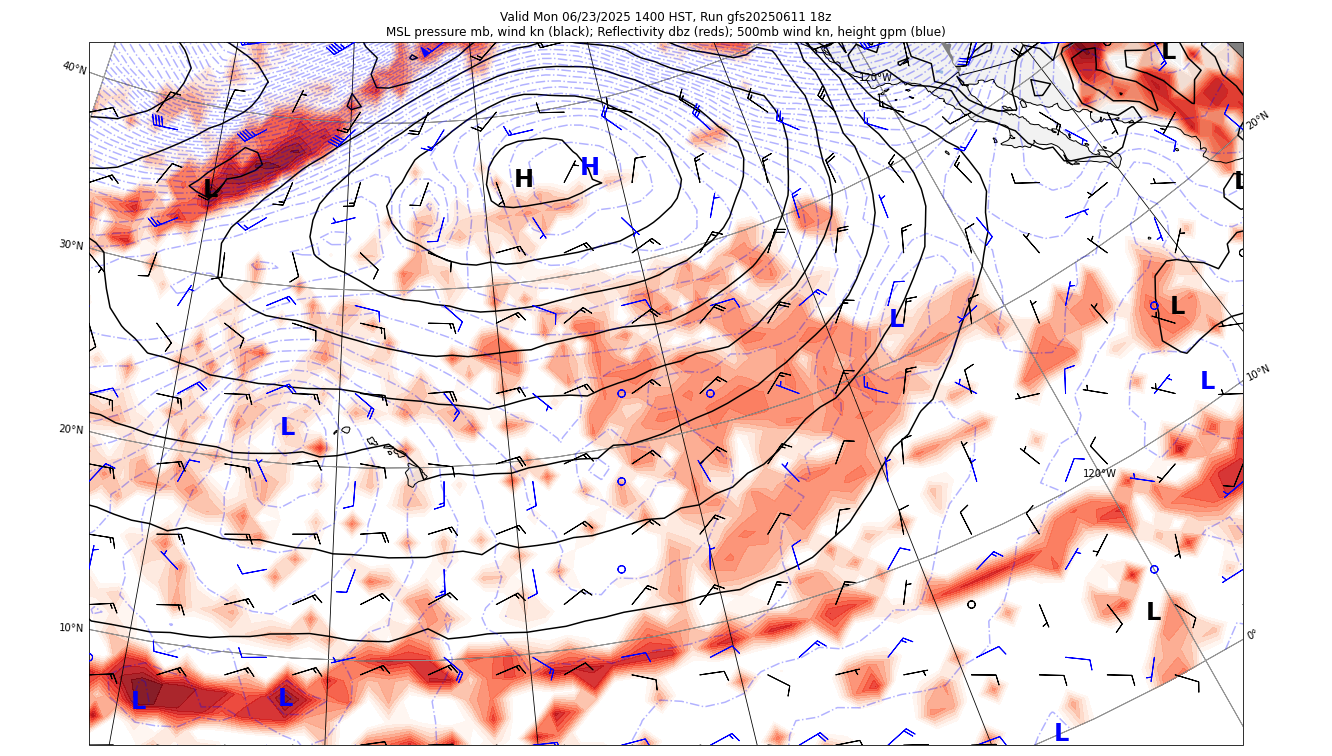 Valid Mon 06/23/2025 1400 HST, Run gfs20250611 18z
MSL pressure mb, wind kn (black); Reflectivity dbz (reds); 500mb wind kn, height gpm (blue)
L
40°N
120°W
20°N
H
H
L
L
30°N
L
L
10°N
L
L
20°N
120°W
10°N
L
0°
L
L
L